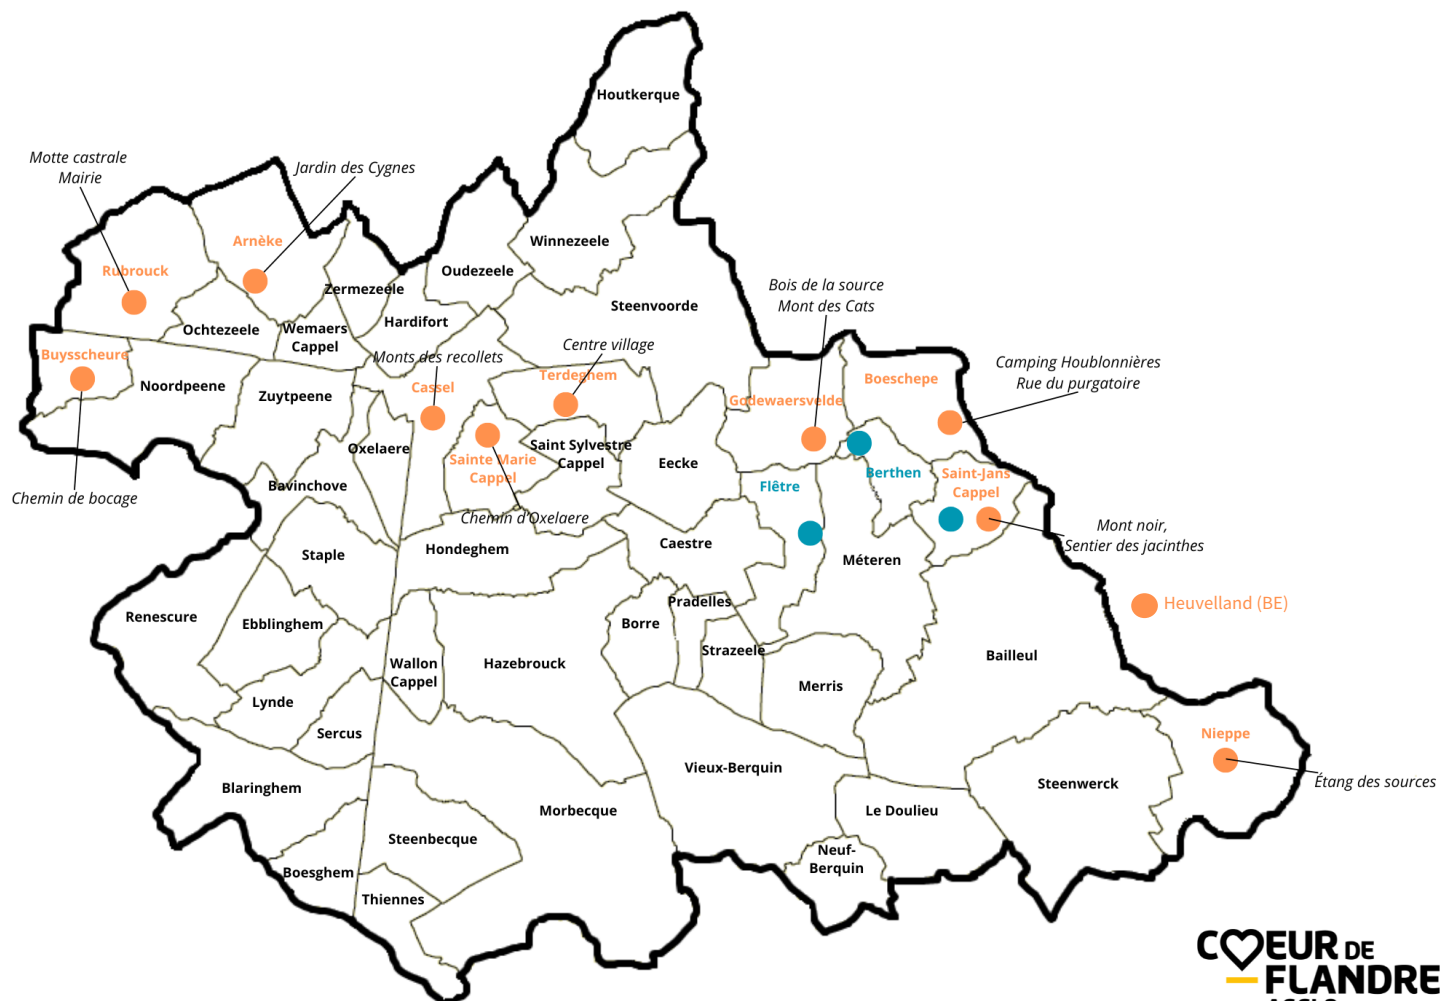 Houtkerque
Motte castrale
Mairie
Jardin des Cygnes
Arnèke
Winnezeele
Rubrouck
Oudezeele
Zermezeele
Bois de la source
Mont des Cats
Steenvoorde
Ochtezeele
Wemaers
Cappel
Hardifort
Centre village
Buysscheure
Monts des recollets
Camping Houblonnières
Rue du purgatoire
Noordpeene
Zuytpeene
Cassel
Terdeghem
Godewaersvelde
Boeschepe
Oxelaere
Sainte Marie
Cappel
Saint Sylvestre
Cappel
Eecke
Flêtre
Berthen
Saint-Jans
Cappel
Chemin de bocage
Bavinchove
Chemin d'Oxelaere
Mont noir,
Sentier des jacinthes
Staple
Hondeghem
Caestre
Méteren
Renescure
Ebblinghem
Pradelles
Borre
Heuvelland (BE)
Wallon
Cappel
Hazebrouck
Strazeele
Merris
Bailleul
Lynde
Sercus
Nieppe
Blaringhem
Vieux-Berquin
Steenwerck
Étang des sources
Morbecque
Le Doulieu
Steenbecque
Neuf-
Berquin
Boesghem
Thiennes
CŒUR DE
FLANDRE
AGGLO